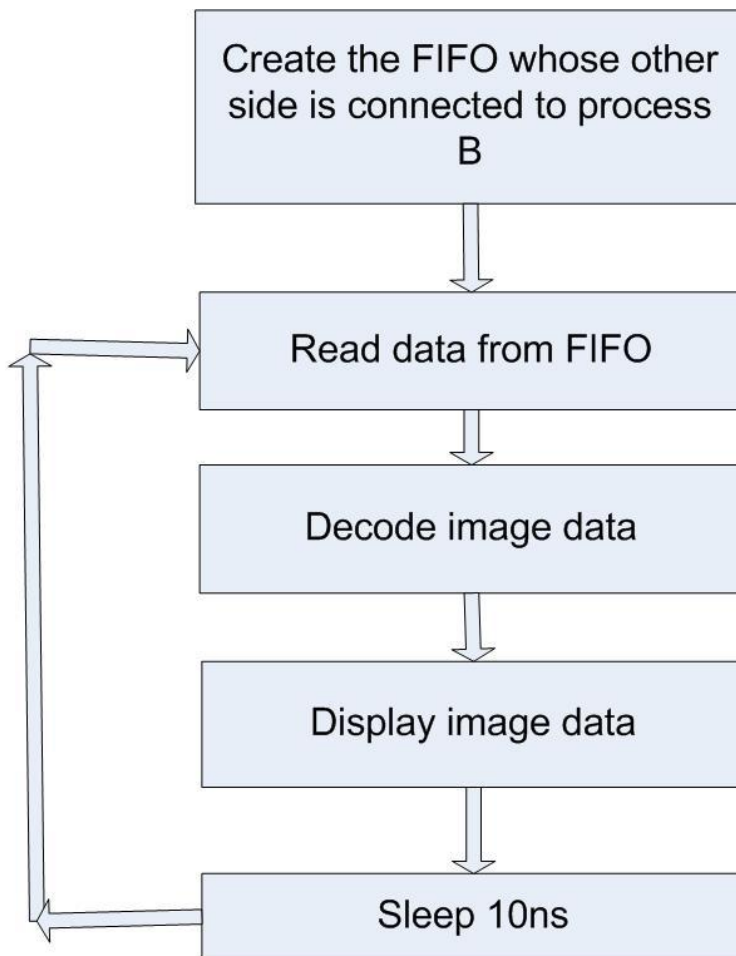 Create the FIFO whose other
side is connected to process
B
Read data from FIFO
Decode image data
Display image data
Sleep 10ns